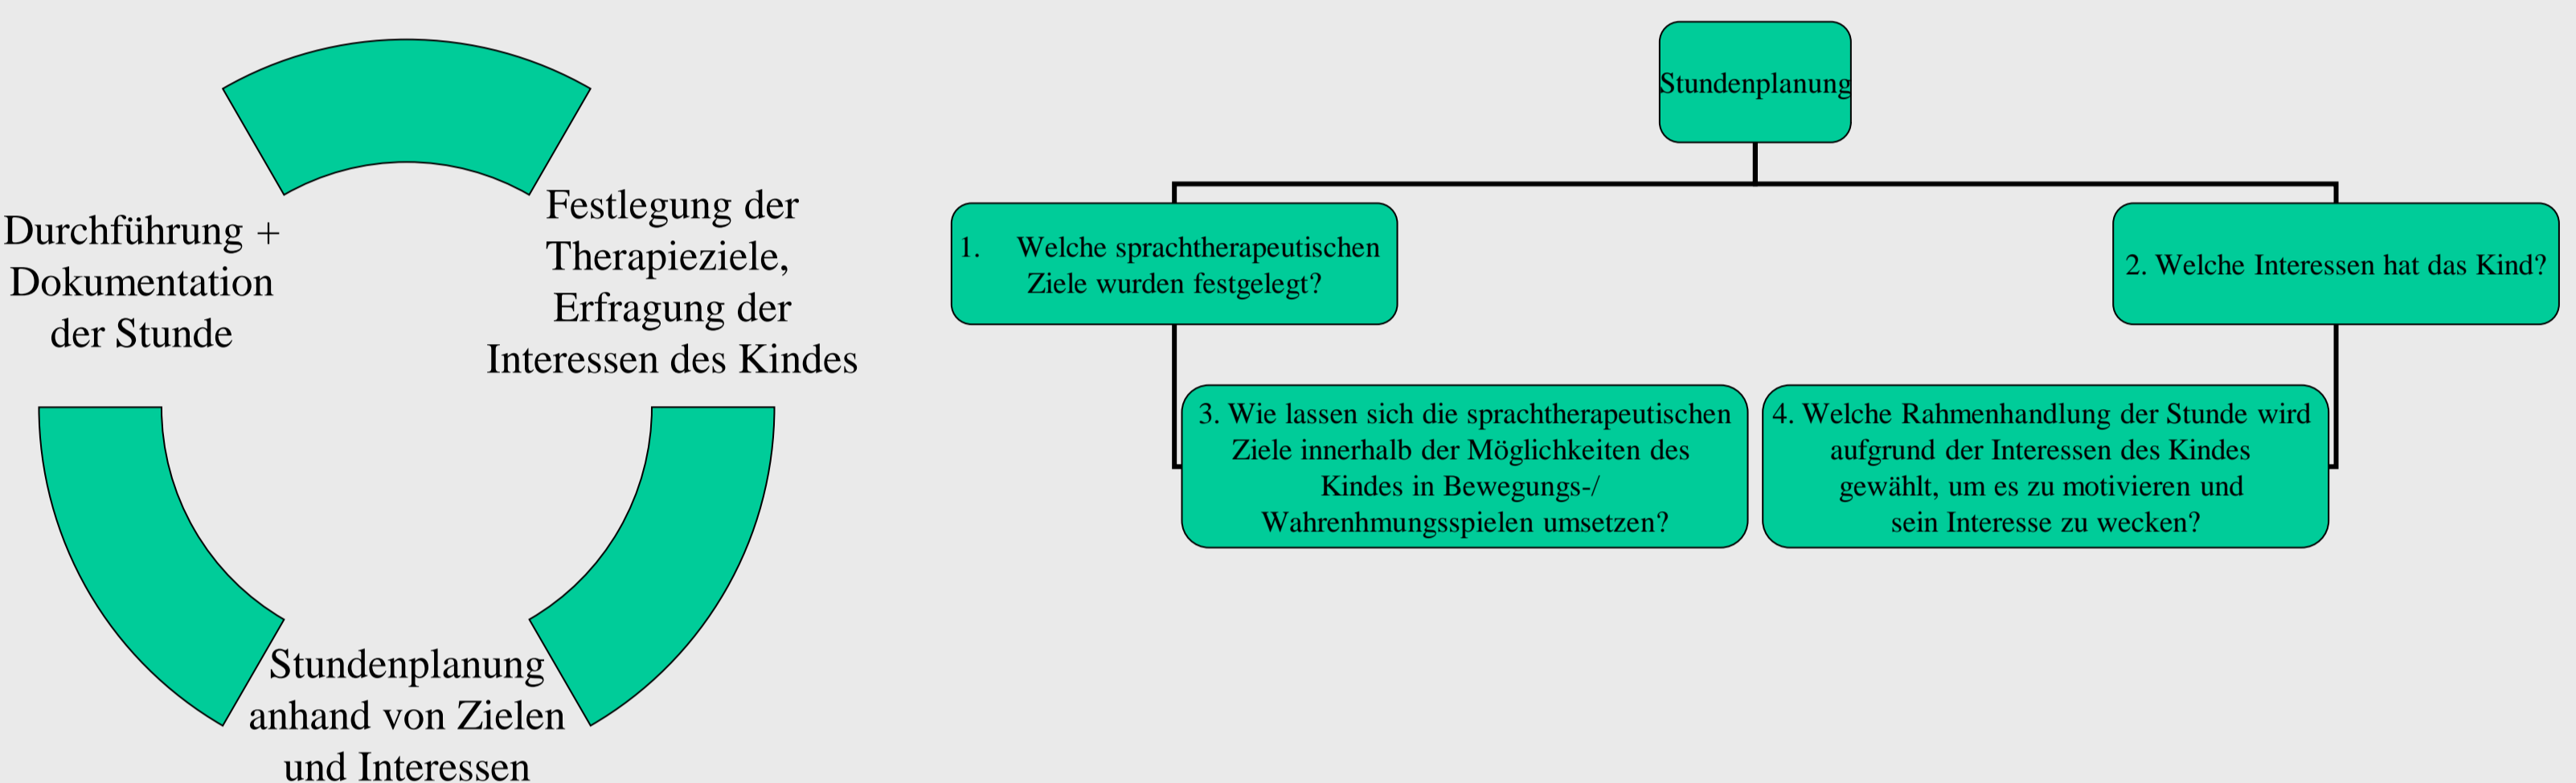 Durchführung +
Dokumentation
der Stunde
Festlegung der
Therapieziele,
Erfragung der
Interessen des Kindes
Stundenplanung
anhand von Zielen
und Interessen
Stundenplanung
1. Welche sprachtherapeutischen
Ziele wurden festgelegt?
2. Welche Interessen hat das Kind?
3. Wie lassen sich die sprachtherapeutischen
Ziele innerhalb der Möglichkeiten des
Kindes in Bewegungs-/
Wahrenhmungsspielen umsetzen?
4. Welche Rahmenhandlung der Stunde wird
aufgrund der Interessen des Kindes
gewählt, um es zu motivieren und
sein Interesse zu wecken?